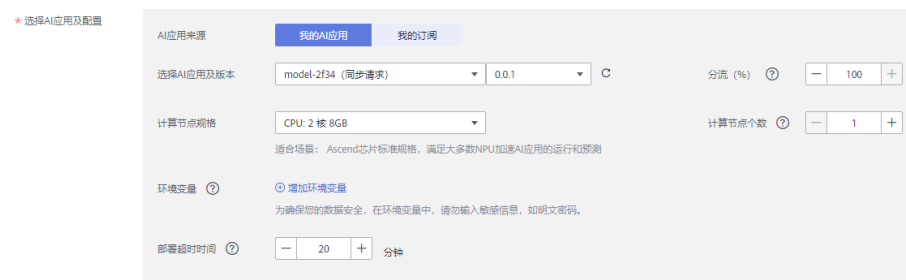 * 选择AI应用及配置
AI应用来源 我的AI应用 我的订阅
选择AI应用及版本 model-2f34（同步请求） 0.0.1 分流（%） ? — 100 +
计算节点规格 CPU: 2 核 8GB 计算节点个数 ? — 1 +
适合场景： Ascend芯片标准规格，满足大多数NPU加速AI应用的运行和预测
环境变量 ? 增加环境变量
为确保您的数据安全，在环境变量中，请勿输入敏感信息，如明文密码。
部署超时时间 ? — 20 + 分钟